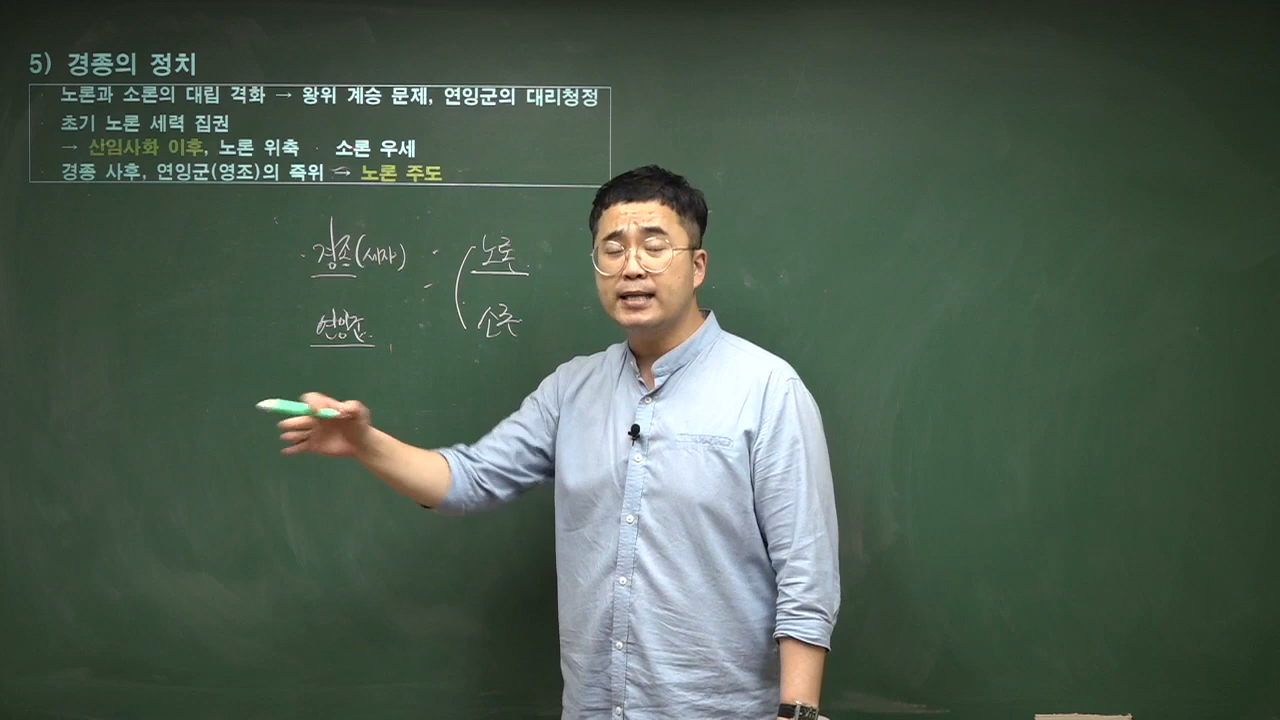 5) 경종의 정치
노론과 소론의 대립 격화 → 왕위 계승 문제, 연잉군의 대리청정
초기 노론 세력 집권
→ 산임사화 이후, 노론 위축 · 소론 우세
경종 사후, 연잉군(영조)의 즉위 → 노론 주도
경종(세자)
노론
연잉군
소론